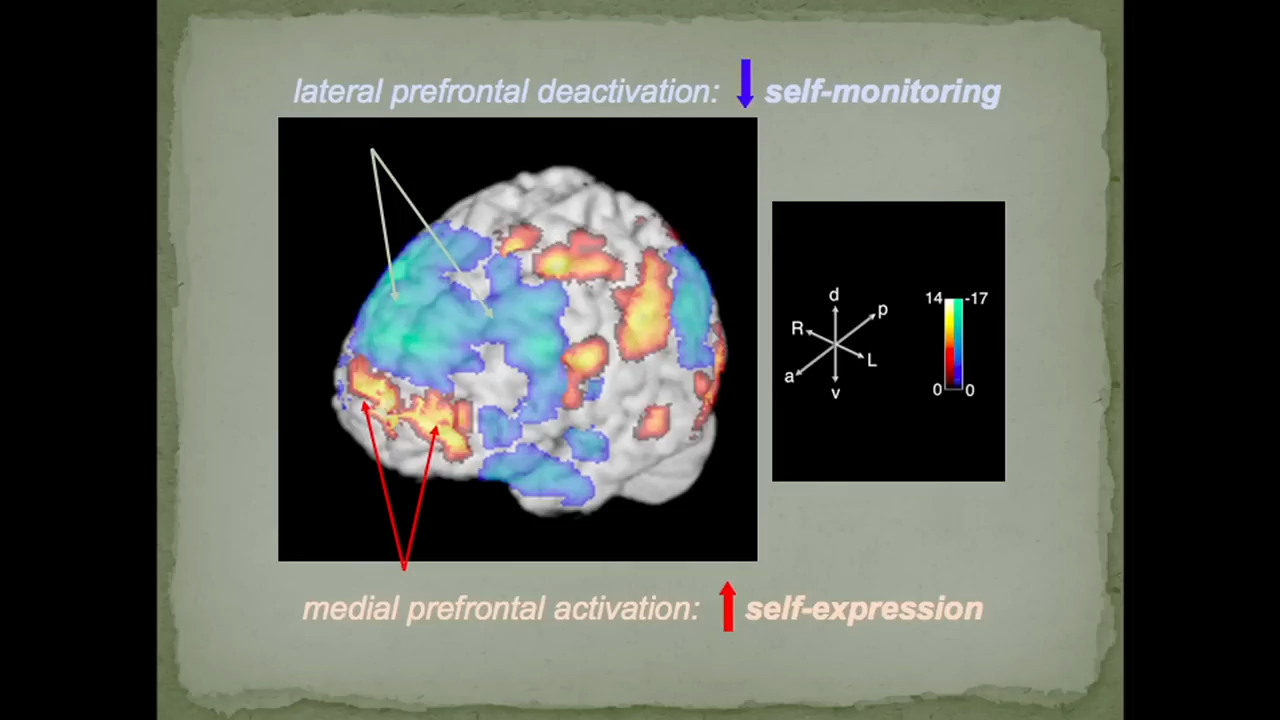 lateral prefrontal deactivation: self-monitoring
d
R
p
a
L
v
14 -17
0 0
medial prefrontal activation: self-expression